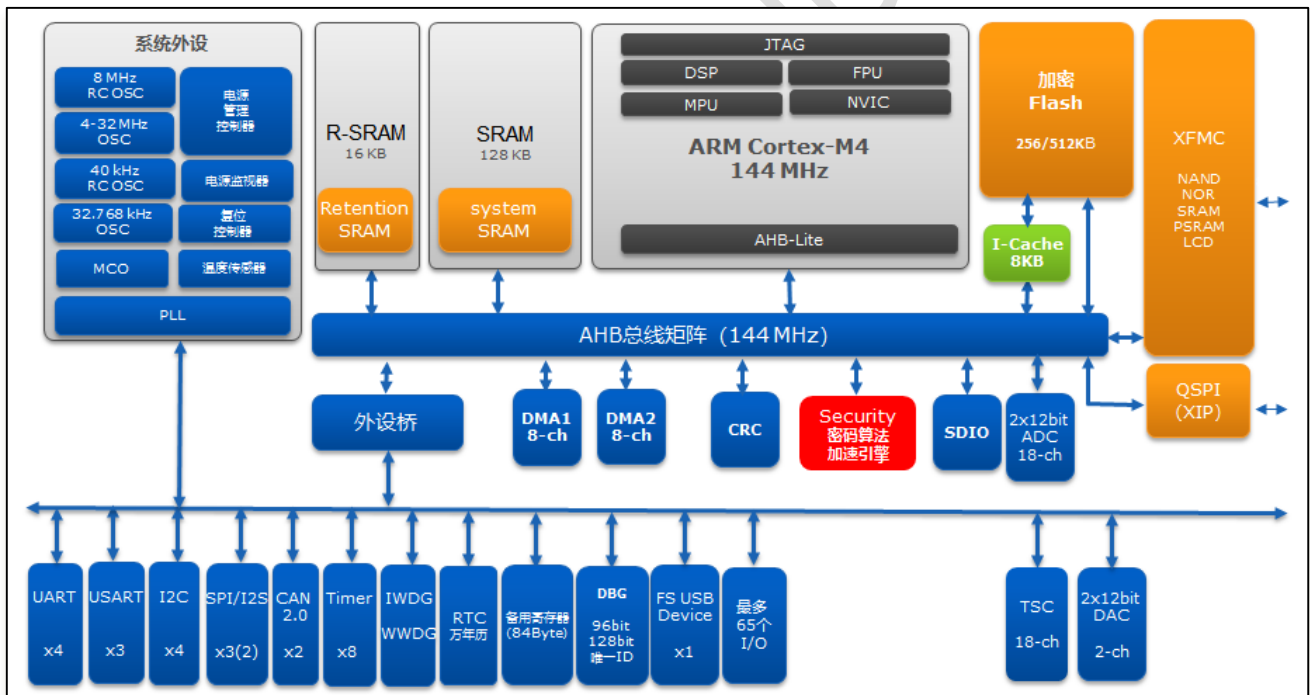 系统外设
8 MHz
RC OSC
4-32 MHz
OSC
40 kHz
RC OSC
32.768 kHz
OSC
MCO
PLL
电源
管理
控制器
电源监视器
复位
控制器
温度传感器
R-SRAM
16 KB
Retention
SRAM
SRAM
128 KB
system
SRAM
JTAG
DSP
FPU
MPU
NVIC
ARM Cortex-M4
144 MHz
AHB-Lite
加密
Flash
256/512KB
I-Cache
8KB
XFMC
NAND
NOR
SRAM
PSRAM
LCD
AHB总线矩阵 (144 MHz)
外设桥
DMA1
8-ch
DMA2
8-ch
CRC
Security
密码算法
加速引擎
SDIO
2x12bit
ADC
18-ch
QSPI
(XIP)
UART
x4
USART
x3
I2C
x4
SPI/I2S
x3(2)
CAN
2.0
x2
Timer
x8
IWDG
WWDG
RTC
万年历
备用寄存器
(84Byte)
DBG
96bit
128bit
唯一ID
FS USB
Device
x1
最多
65个
I/O
TSC
18-ch
2x12bit
DAC
2-ch